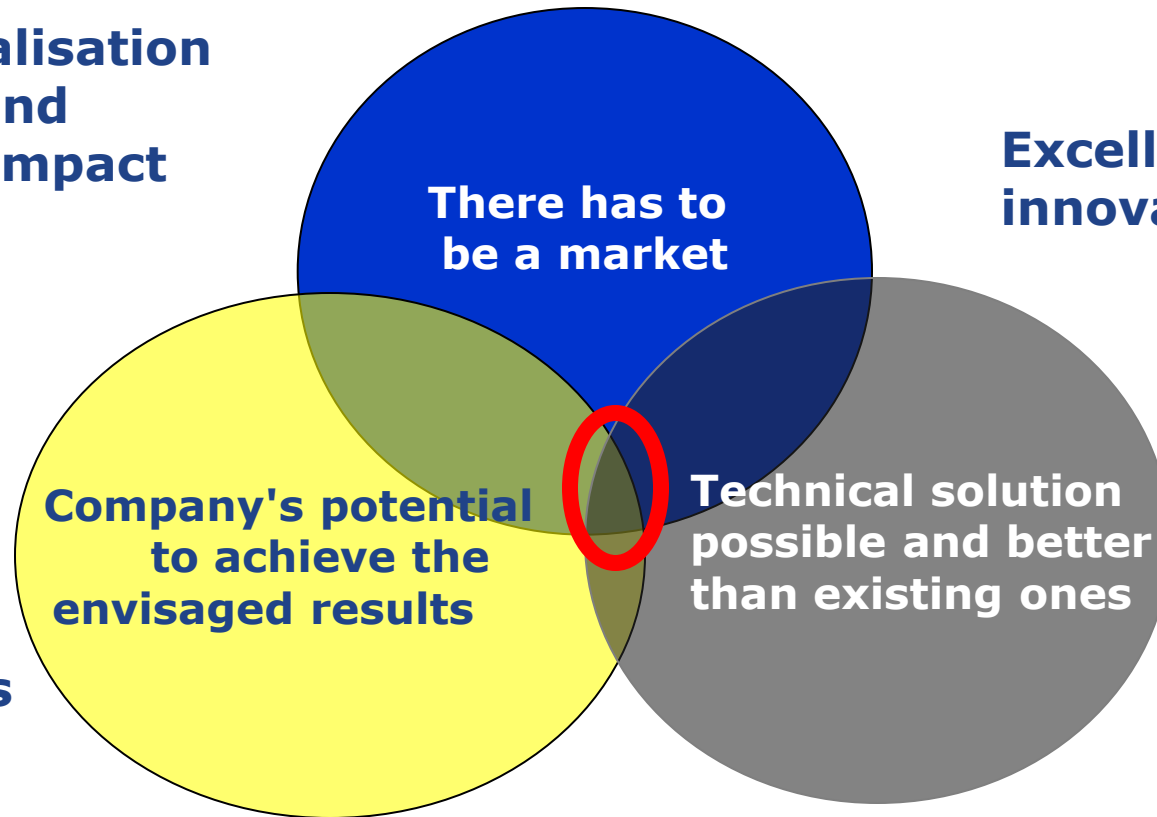 alisation
nd
mpact
Excell
innova
There has to
be a market
Company's potential
to achieve the
envisaged results
Technical solution
possible and better
than existing ones
s